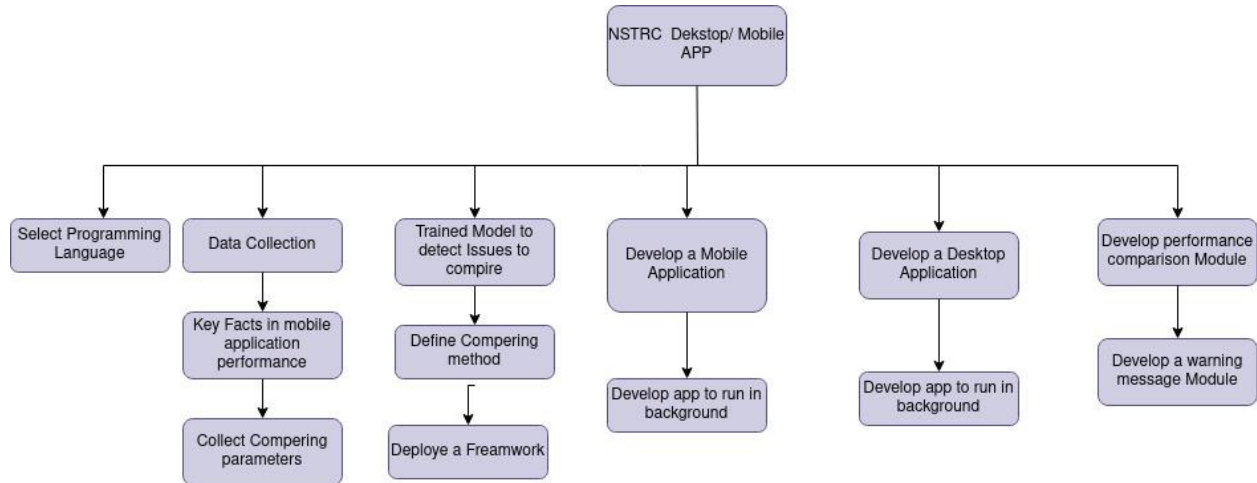 NSTRC Dekstop/ Mobile
APP
Select Programming
Language
Data Collection
Trained Model to
detect Issues to
compire
Develop a Mobile
Application
Develop a Desktop
Application
Develop performance
comparison Module
Key Facts in mobile
application
performance
Define Compering
method
Develop app to run in
background
Develop app to run in
background
Develop a warning
message Module
Collect Compering
parameters
Deploye a Freamwork